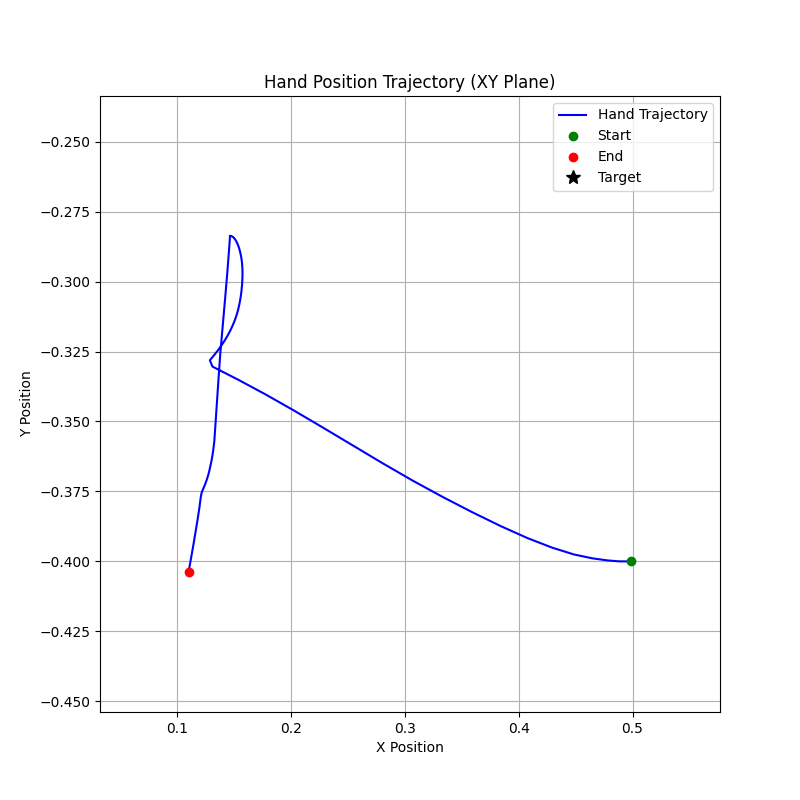 Hand Position Trajectory (XY Plane)
Hand Trajectory
Start
End
Target
−0.250
−0.275
−0.300
−0.325
−0.350
−0.375
−0.400
−0.425
−0.450
Y Position
0.1 0.2 0.3 0.4 0.5
X Position